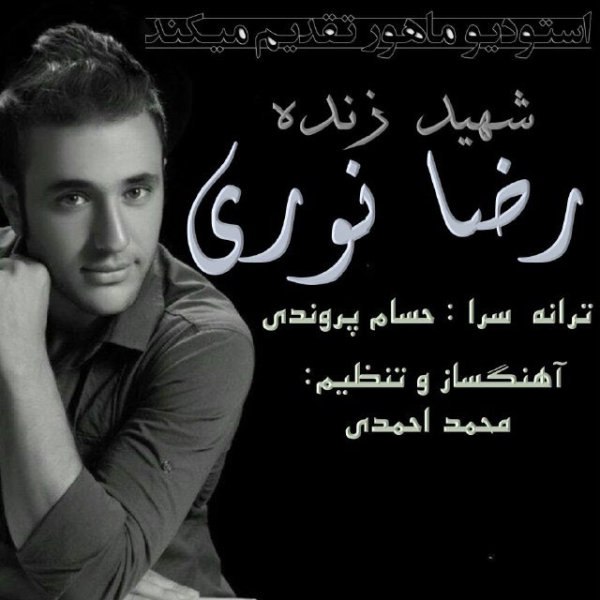 استودیو ماهور تقدیم میکند
شهید زنده
رضا نوری
ترانه سرا : حسام پروندی
آهنگساز و تنظیم:
محمد احمدی